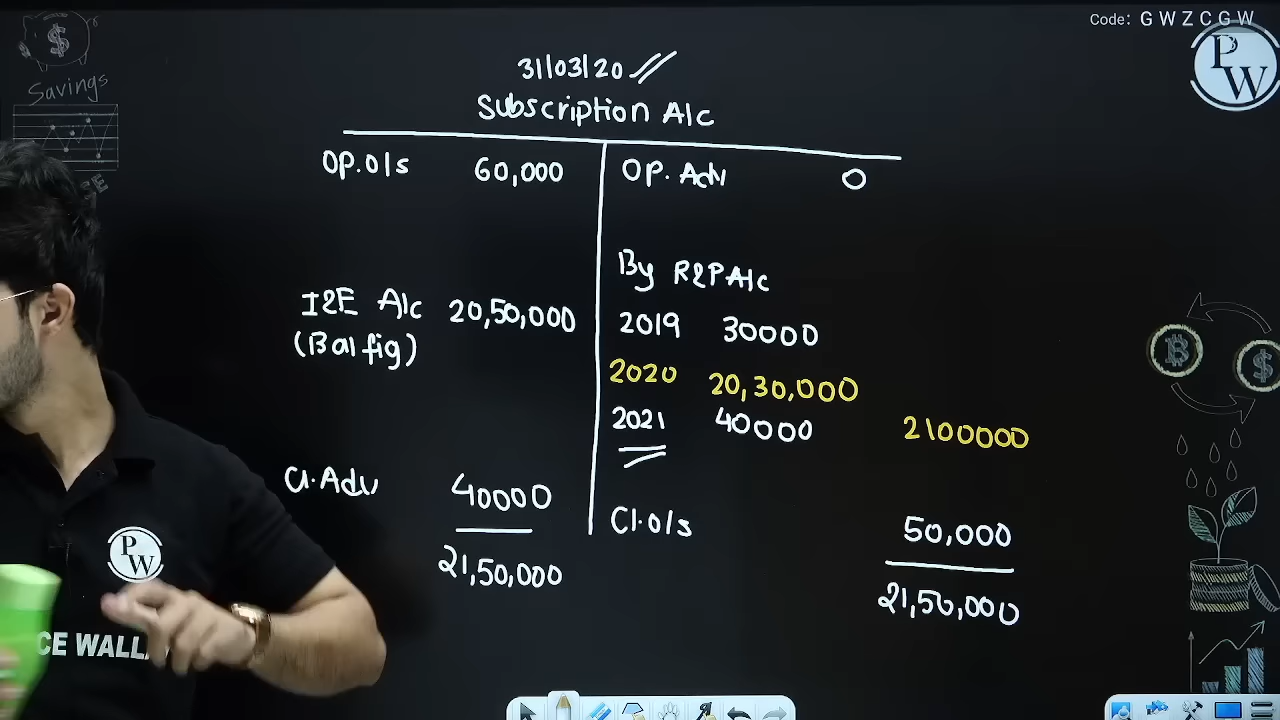 Code: G W Z C G W
PW
Savings
31/03/20
Subscription A/c
OP. O/s 60,000 OP. Adv 0
By R&P A/c
I&E A/c 20,50,000 2019 30000
(Bal fig) 2020 20,30,000
2021 40000 2100000
Cl. Adv 40000 Cl. O/s 50,000
21,50,000 21,50,000
PW
CE WALL